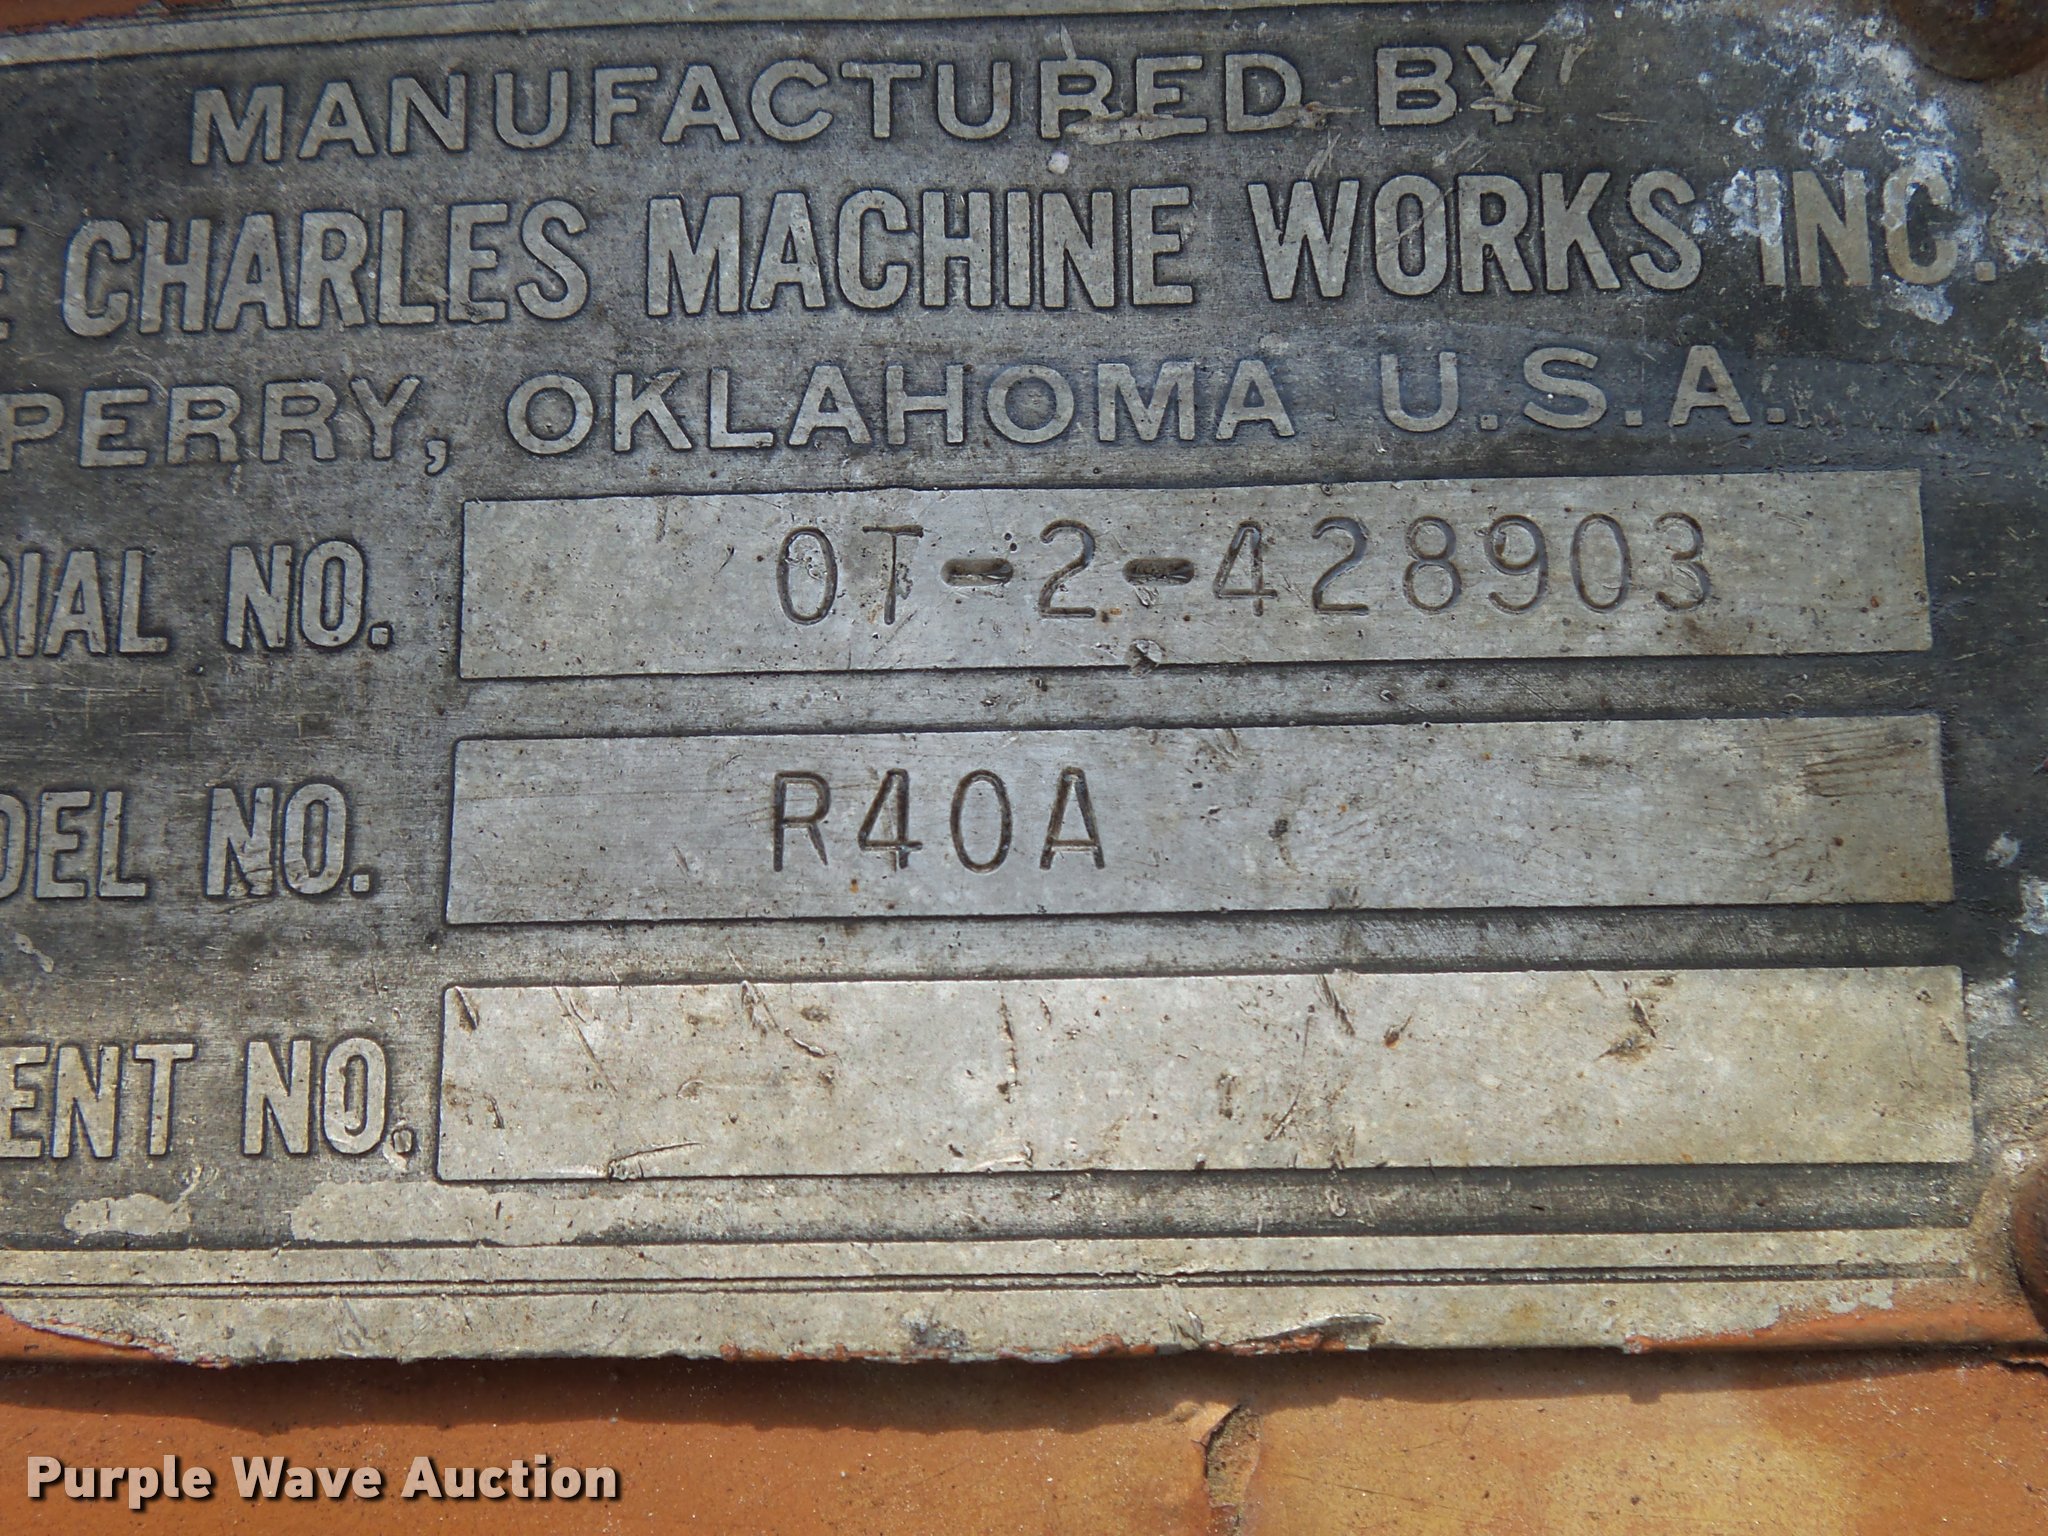 MANUFACTURED BY
E CHARLES MACHINE WORKS INC.
PERRY, OKLAHOMA U.S.A.
RIAL NO. OT-2-428903
DEL NO. R40A
ENT NO.
Purple Wave Auction